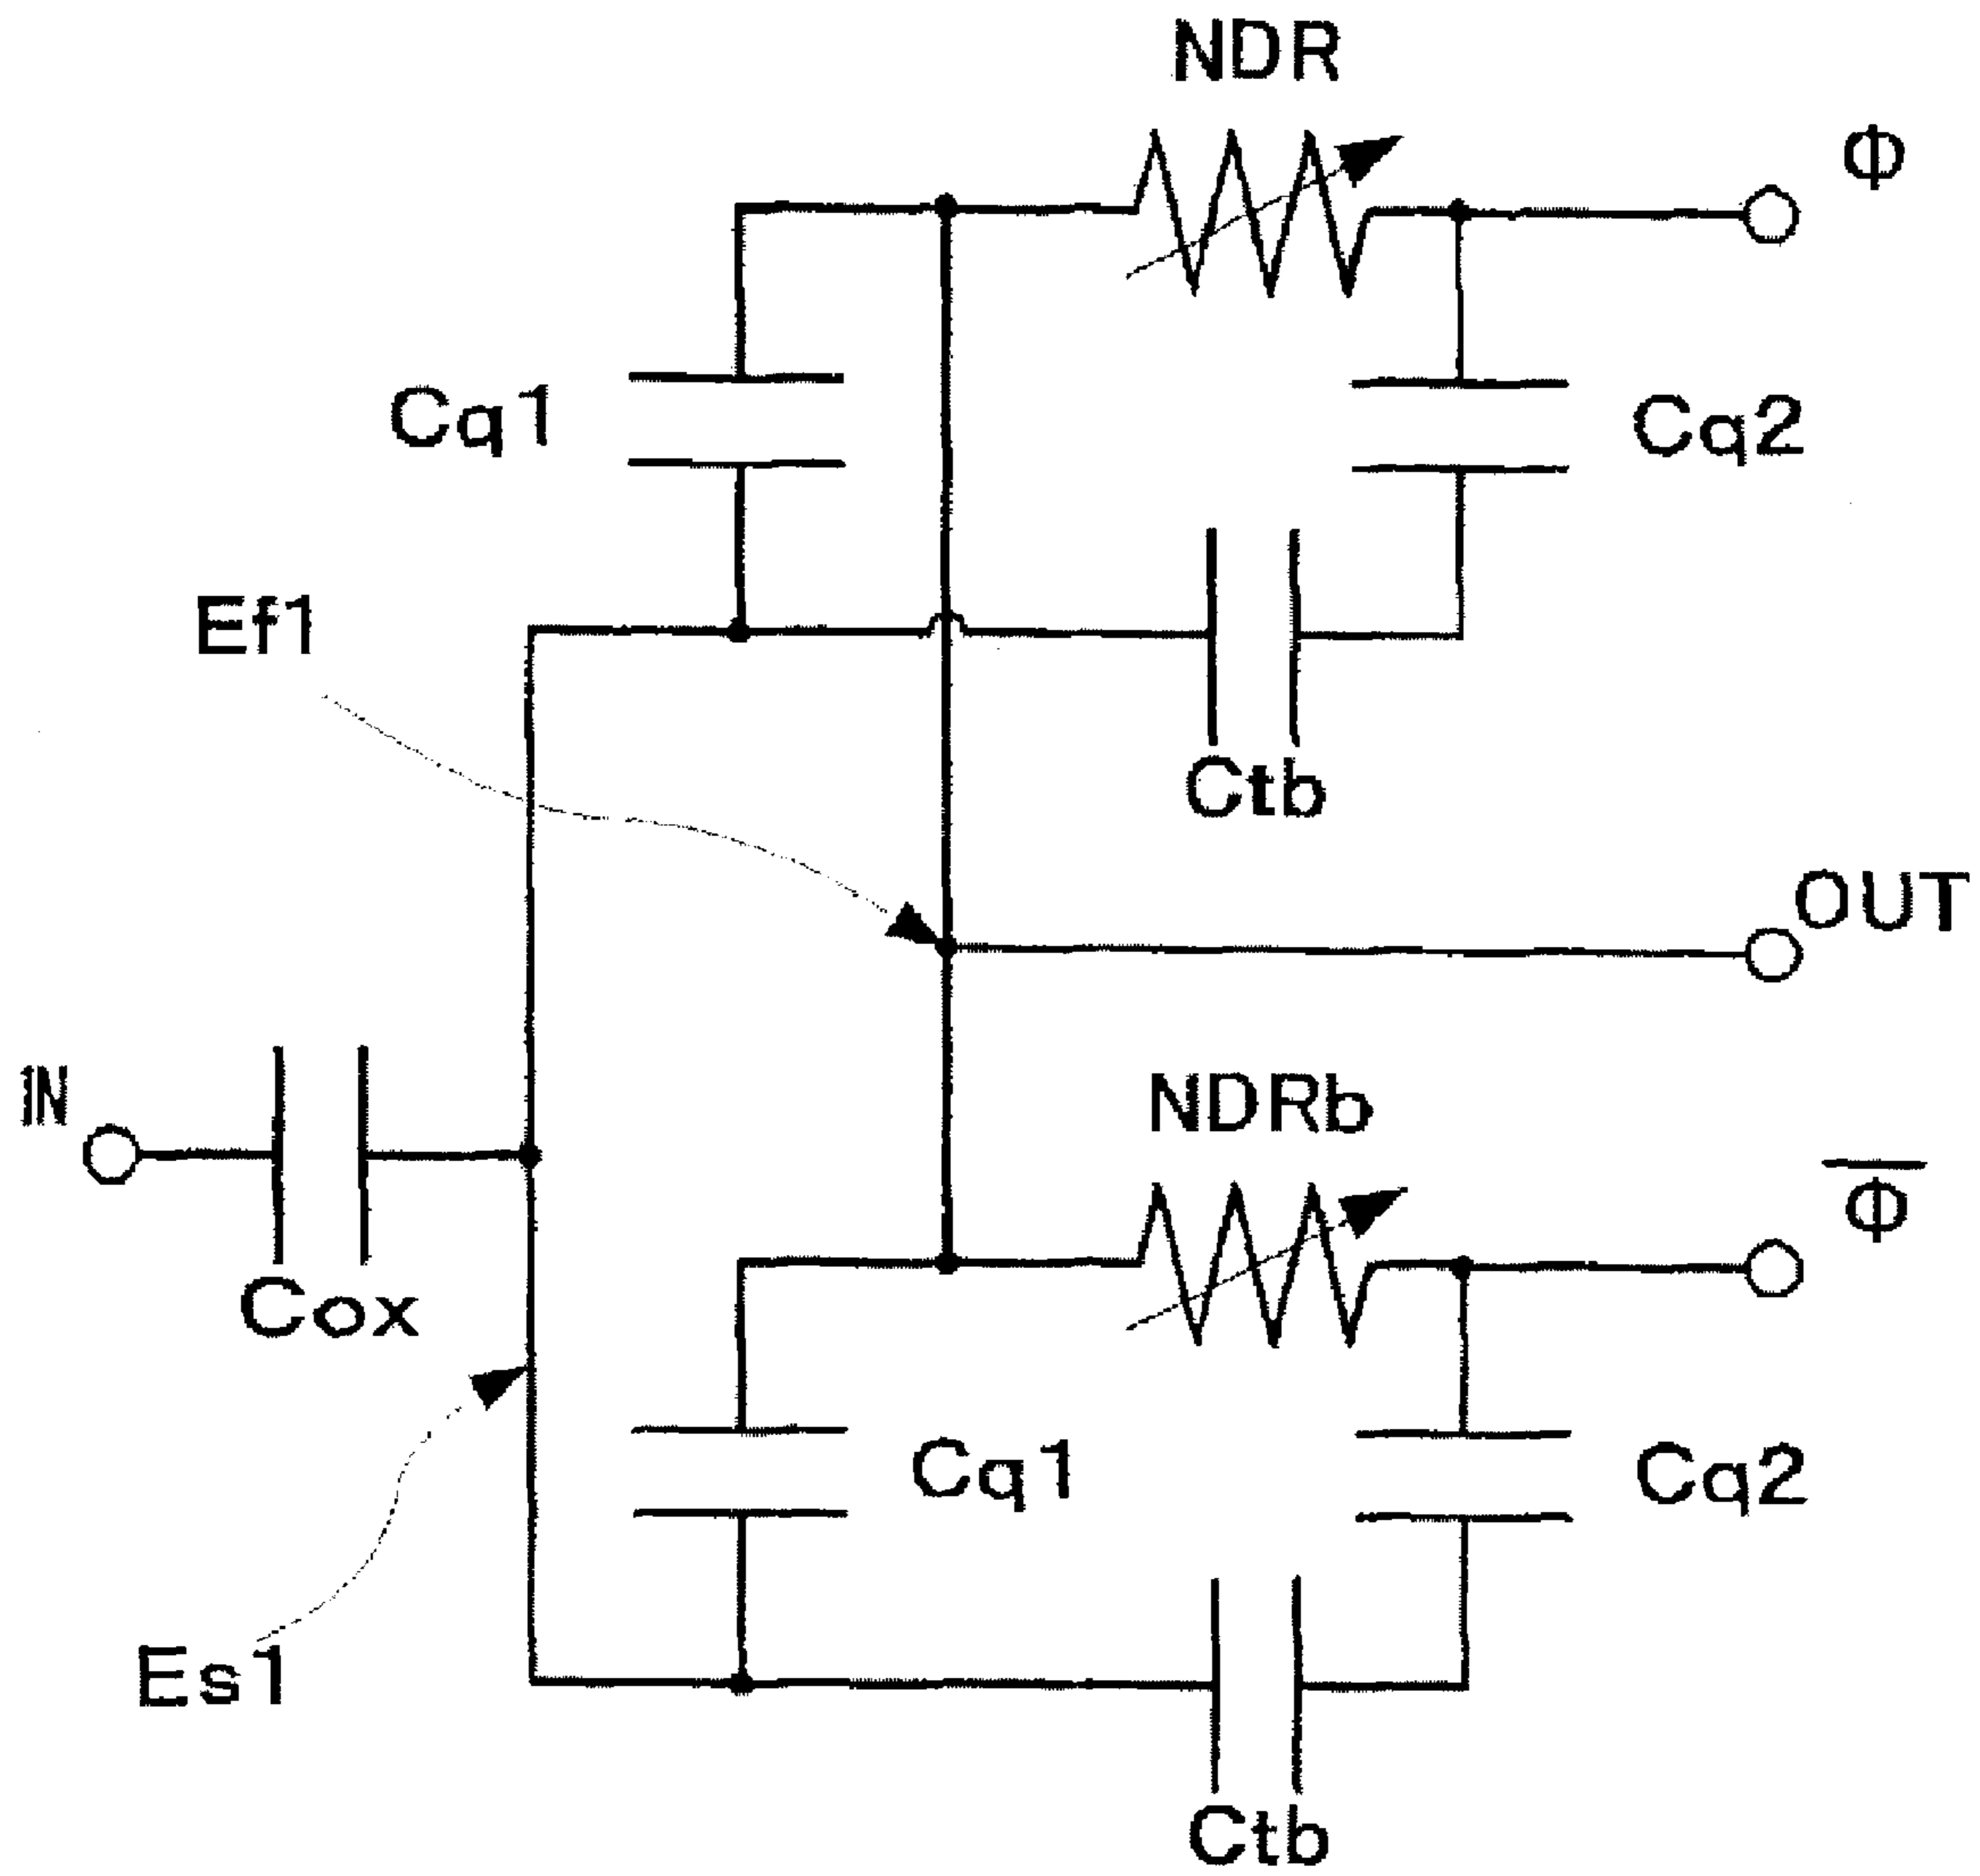 NDR
Φ
Cq1
Cq2
Ef1
Ctb
OUT
IN
NDRb
Φ̅
Cox
Cq1
Cq2
Es1
Ctb